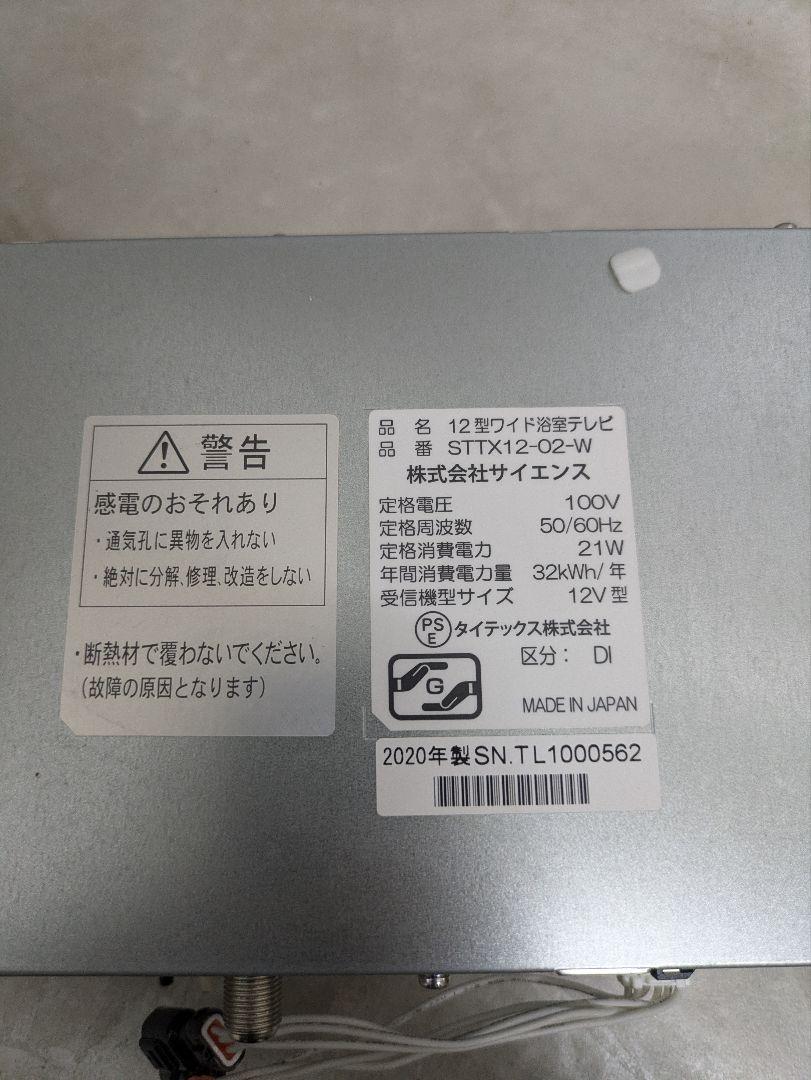 警告
感電のおそれあり
・通気孔に異物を入れない
・絶対に分解、修理、改造をしない
・断熱材で覆わないでください。
（故障の原因となります）
品 名 12型ワイド浴室テレビ
品 番 STTX12-02-W
株式会社サイエンス
定格電圧 100V
定格周波数 50/60Hz
定格消費電力 21W
年間消費電力量 32kWh/年
受信機型サイズ 12V型
PSE タイテックス株式会社
区分： DI
G
MADE IN JAPAN
2020年製 SN.TL1000562